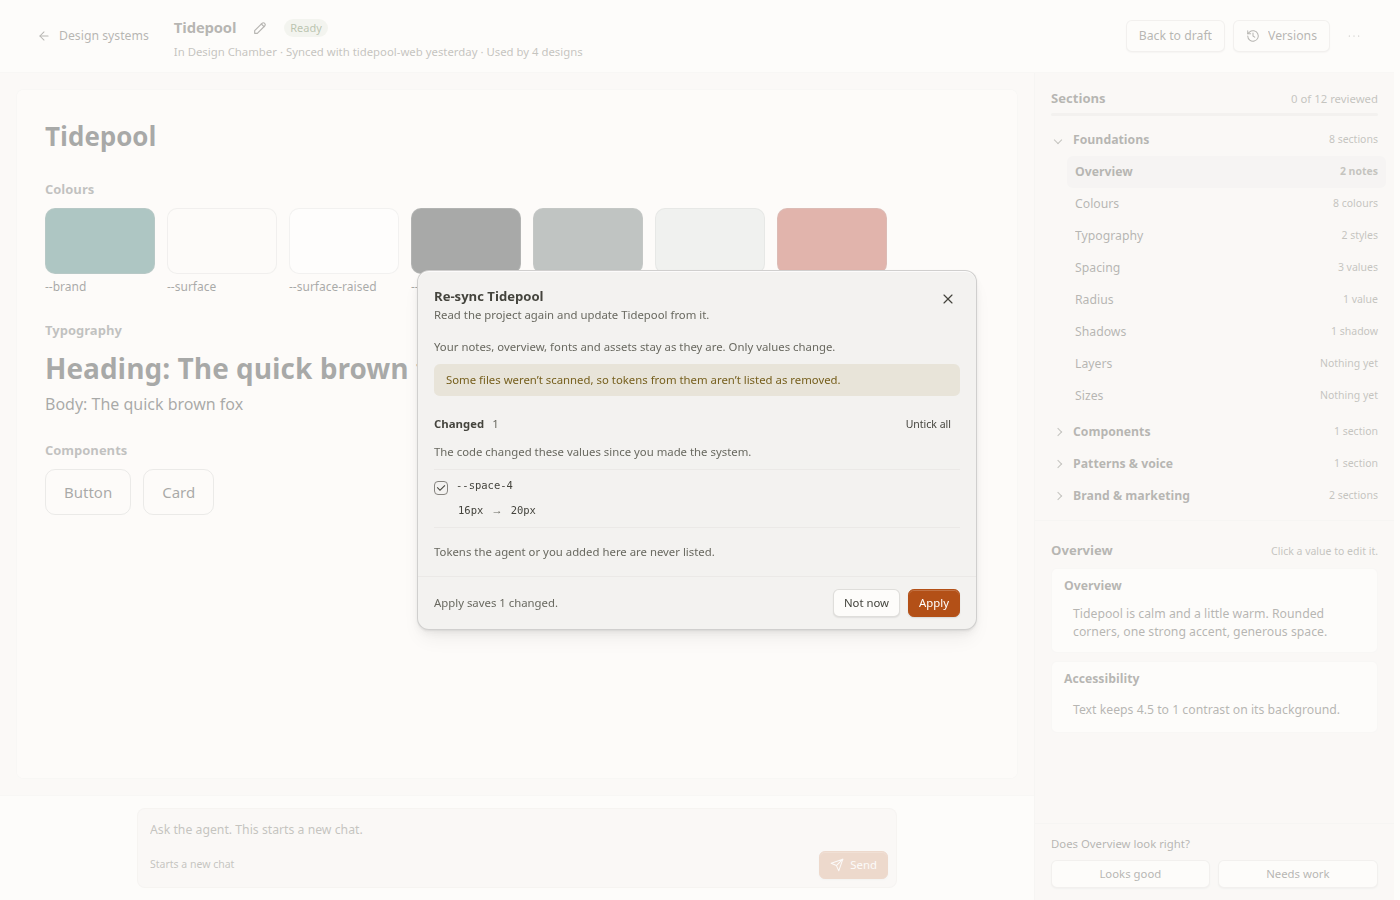 Design systems
Tidepool
Ready
In Design Chamber · Synced with tidepool-web yesterday · Used by 4 designs
Back to draft
Versions
Tidepool
Colours
--brand
--surface
--surface-raised
Typography
Heading: The quick brown
Body: The quick brown fox
Components
Button
Card
Re-sync Tidepool
Read the project again and update Tidepool from it.
Your notes, overview, fonts and assets stay as they are. Only values change.
Some files weren’t scanned, so tokens from them aren’t listed as removed.
Changed 1
Untick all
The code changed these values since you made the system.
--space-4
16px → 20px
Tokens the agent or you added here are never listed.
Apply saves 1 changed.
Not now
Apply
Ask the agent. This starts a new chat.
Starts a new chat
Send
Sections
0 of 12 reviewed
Foundations
8 sections
Overview
2 notes
Colours
8 colours
Typography
2 styles
Spacing
3 values
Radius
1 value
Shadows
1 shadow
Layers
Nothing yet
Sizes
Nothing yet
Components
1 section
Patterns & voice
1 section
Brand & marketing
2 sections
Overview
Click a value to edit it.
Overview
Tidepool is calm and a little warm. Rounded
corners, one strong accent, generous space.
Accessibility
Text keeps 4.5 to 1 contrast on its background.
Does Overview look right?
Looks good
Needs work